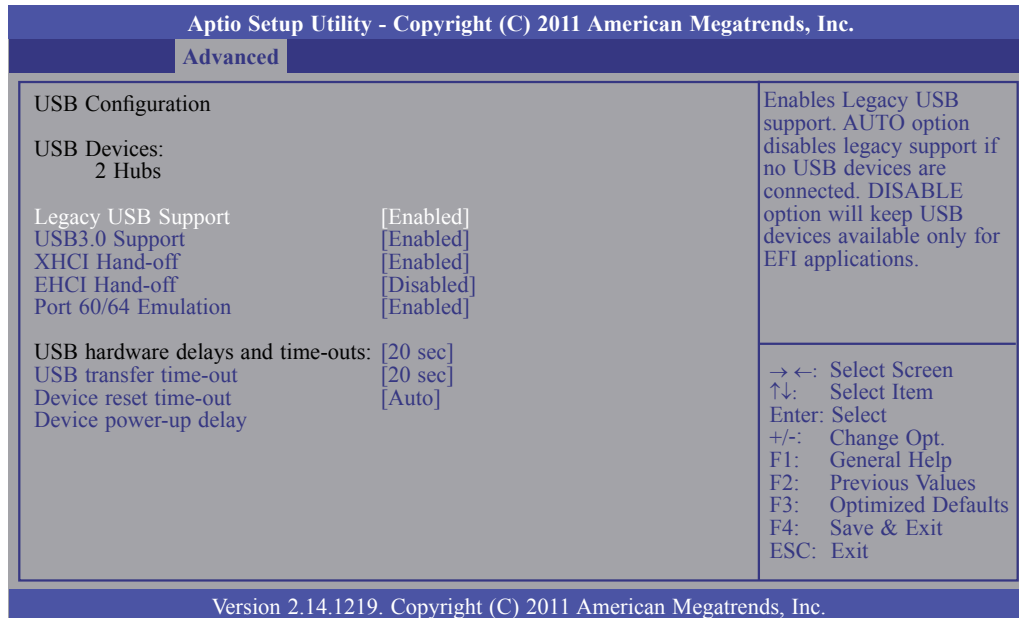 Aptio Setup Utility - Copyright (C) 2011 American Megatrends, Inc.
Advanced
USB Configuration
USB Devices:
2 Hubs
Legacy USB Support [Enabled]
USB3.0 Support [Enabled]
XHCI Hand-off [Enabled]
EHCI Hand-off [Disabled]
Port 60/64 Emulation [Enabled]
USB hardware delays and time-outs: [20 sec]
USB transfer time-out [20 sec]
Device reset time-out [Auto]
Device power-up delay
Enables Legacy USB
support. AUTO option
disables legacy support if
no USB devices are
connected. DISABLE
option will keep USB
devices available only for
EFI applications.
→ ←: Select Screen
↑↓: Select Item
Enter: Select
+/-: Change Opt.
F1: General Help
F2: Previous Values
F3: Optimized Defaults
F4: Save & Exit
ESC: Exit
Version 2.14.1219. Copyright (C) 2011 American Megatrends, Inc.